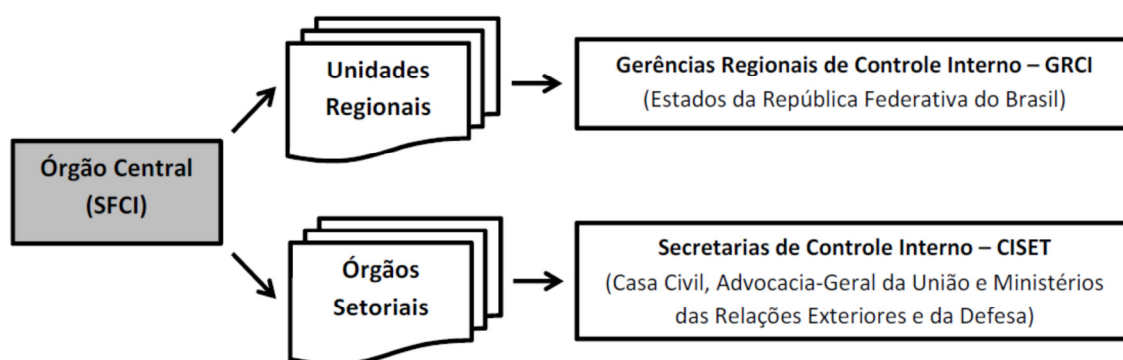 Unidades
Regionais
Gerências Regionais de Controle Interno – GRCI
(Estados da República Federativa do Brasil)
Órgão Central
(SFCI)
Órgãos
Setoriais
Secretarias de Controle Interno – CISET
(Casa Civil, Advocacia-Geral da União e Ministérios
das Relações Exteriores e da Defesa)